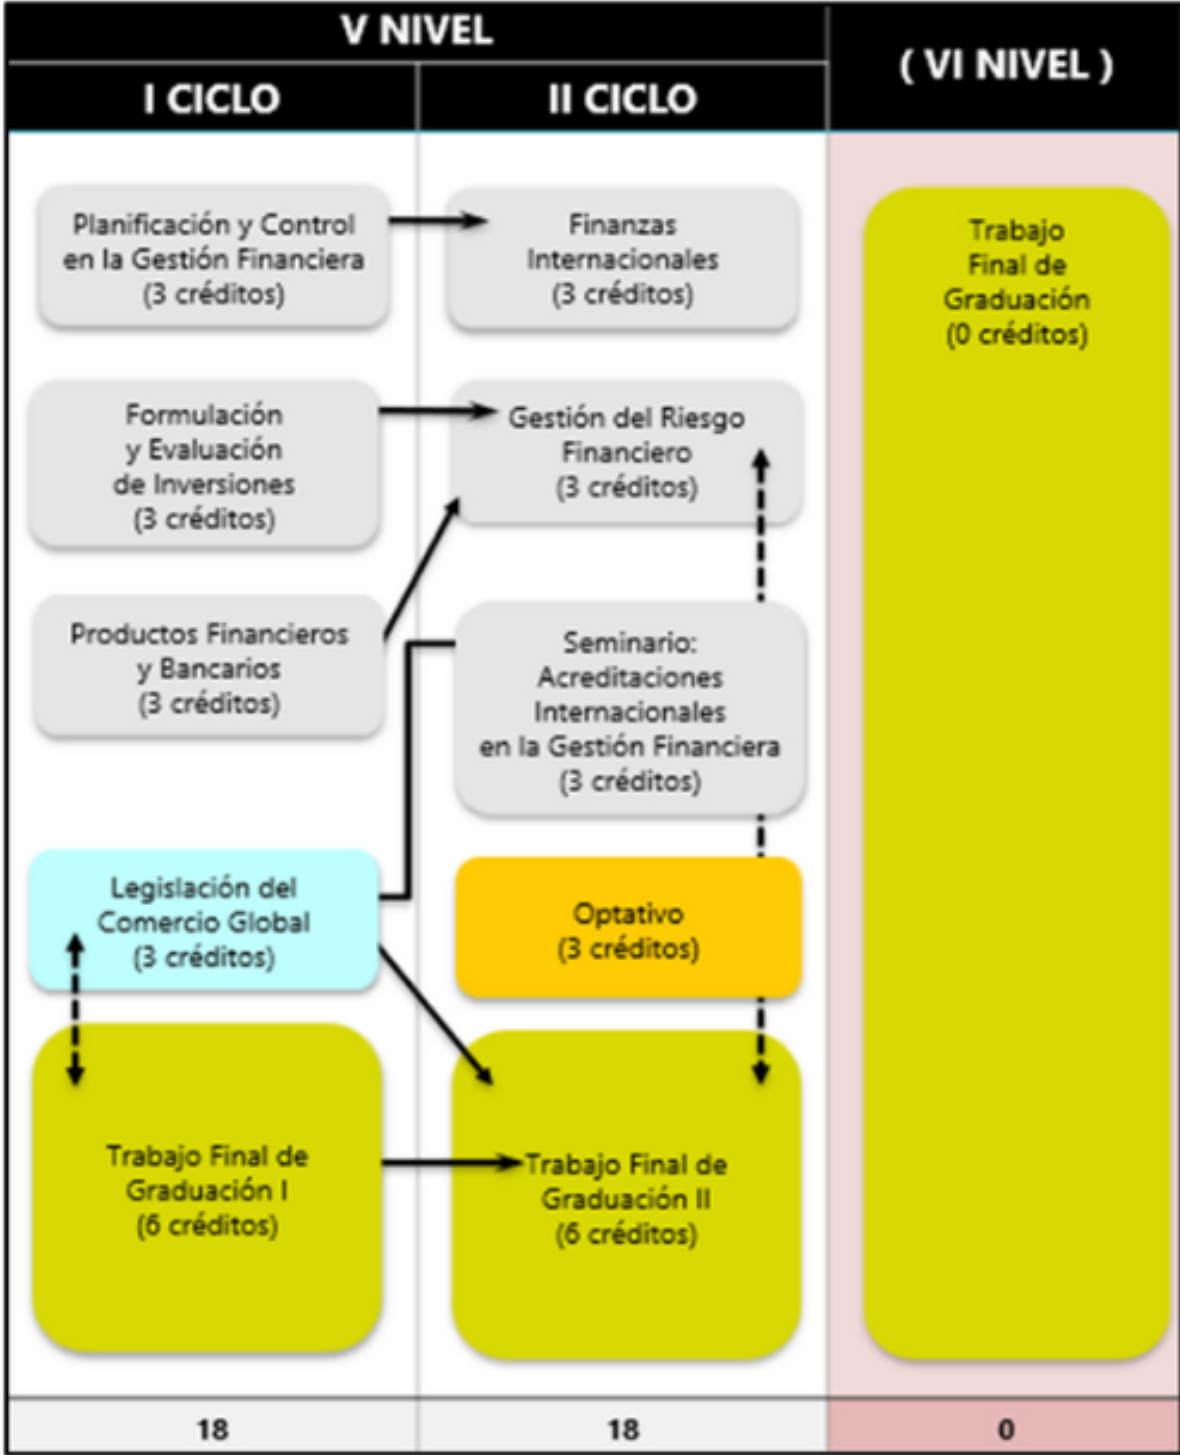 V NIVEL
( VI NIVEL )
I CICLO
II CICLO
Planificación y Control
en la Gestión Financiera
(3 créditos)
Finanzas
Internacionales
(3 créditos)
Trabajo
Final de
Graduación
(0 créditos)
Formulación
y Evaluación
de Inversiones
(3 créditos)
Gestión del Riesgo
Financiero
(3 créditos)
Productos Financieros
y Bancarios
(3 créditos)
Seminario:
Acreditaciones
Internacionales
en la Gestión Financiera
(3 créditos)
Legislación del
Comercio Global
(3 créditos)
Optativo
(3 créditos)
Trabajo Final de
Graduación I
(6 créditos)
Trabajo Final de
Graduación II
(6 créditos)
18
18
0